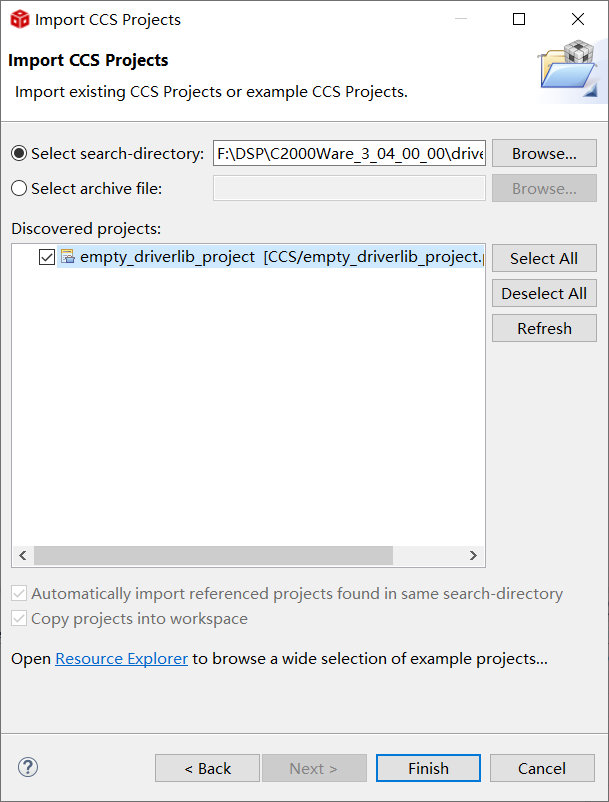 Import CCS Projects
Import CCS Projects
Import existing CCS Projects or example CCS Projects.
Select search-directory: F:\DSP\C2000Ware_3_04_00_00\drive Browse...
Select archive file: Browse...
Discovered projects:
empty_driverlib_project [CCS/empty_driverlib_project.p Select All
Deselect All
Refresh
Automatically import referenced projects found in same search-directory
Copy projects into workspace
Open Resource Explorer to browse a wide selection of example projects...
? < Back Next > Finish Cancel